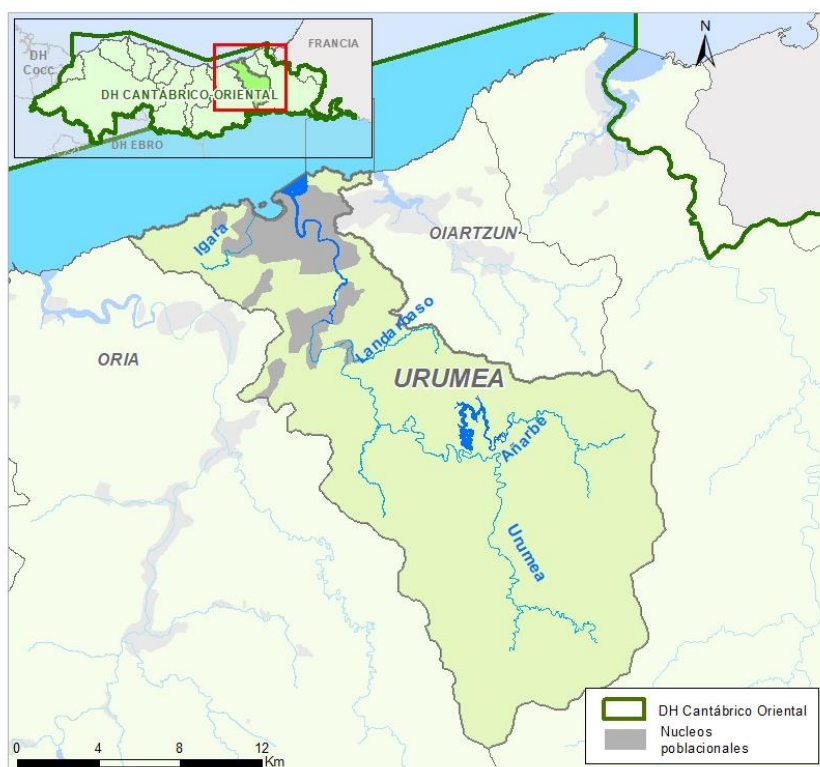 FRANCIA
DH
Cocc.
DH CANTÁBRICO ORIENTAL
DH EBRO
N
Igara
OIARTZUN
Landarbaso
ORIA
URUMEA
Añarbe
Urumea
DH Cantábrico Oriental
Nucleos
poblacionales
0 4 8 12
Km